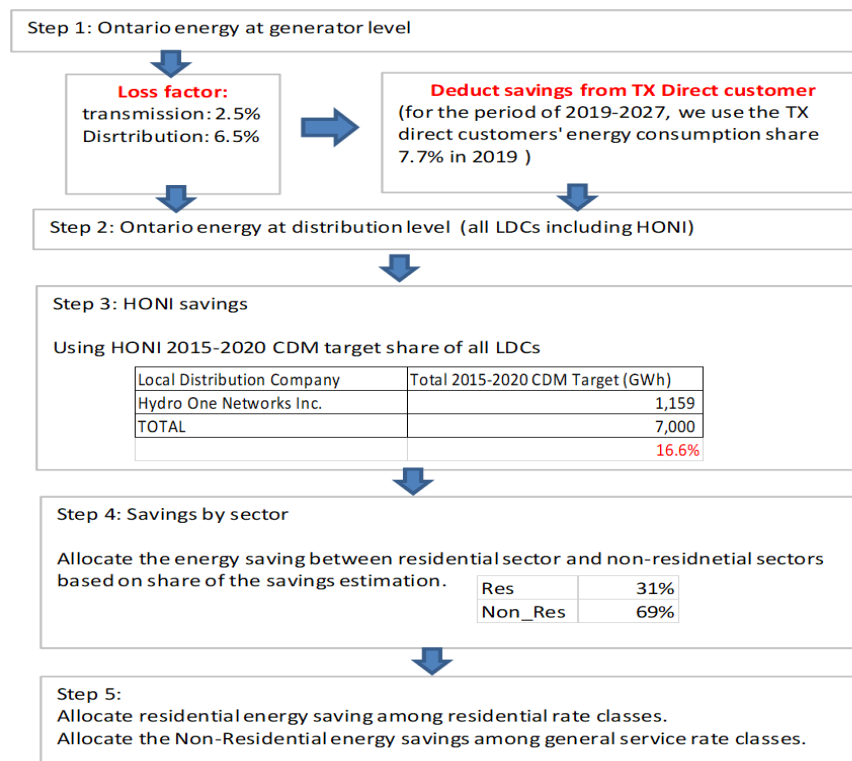 Step 1: Ontario energy at generator level
Loss factor:
transmission: 2.5%
Disrtribution: 6.5%
Deduct savings from TX Direct customer
(for the period of 2019-2027, we use the TX
direct customers' energy consumption share
7.7% in 2019 )
Step 2: Ontario energy at distribution level (all LDCs including HONI)
Step 3: HONI savings
Using HONI 2015-2020 CDM target share of all LDCs
Local Distribution Company Total 2015-2020 CDM Target (GWh)
Hydro One Networks Inc. 1,159
TOTAL 7,000
16.6%
Step 4: Savings by sector
Allocate the energy saving between residential sector and non-residnetial sectors
based on share of the savings estimation.
Res 31%
Non_Res 69%
Step 5:
Allocate residential energy saving among residential rate classes.
Allocate the Non-Residential energy savings among general service rate classes.